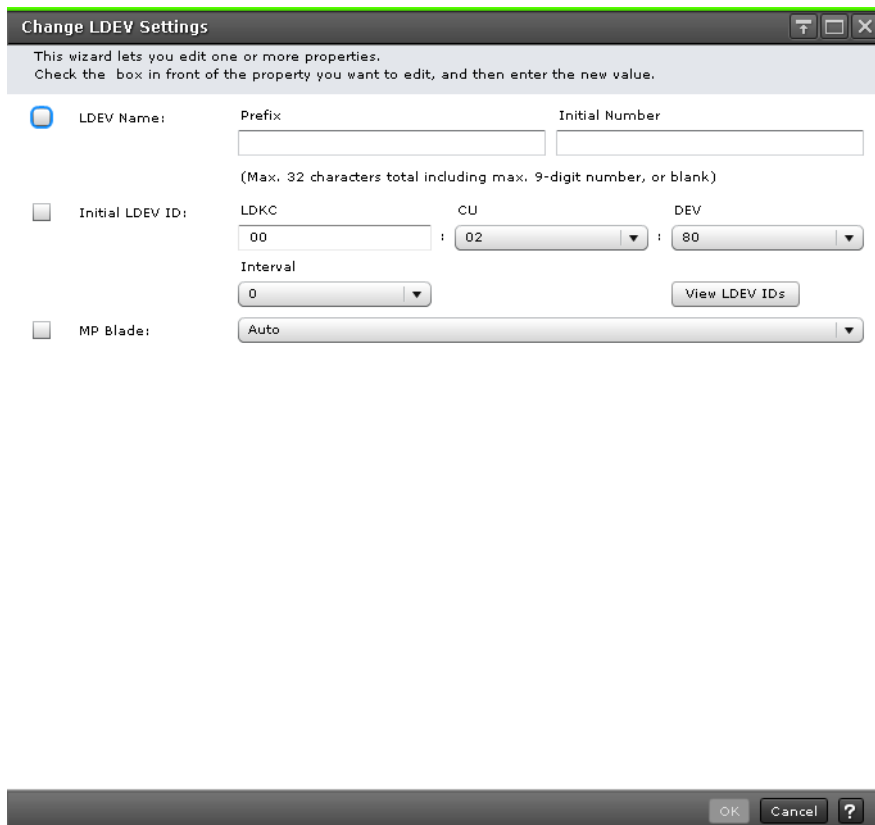 Change LDEV Settings
This wizard lets you edit one or more properties.
Check the box in front of the property you want to edit, and then enter the new value.
LDEV Name: Prefix Initial Number
(Max. 32 characters total including max. 9-digit number, or blank)
Initial LDEV ID: LDKC CU DEV
00 : 02 : 80
Interval
0 View LDEV IDs
MP Blade: Auto
OK Cancel ?